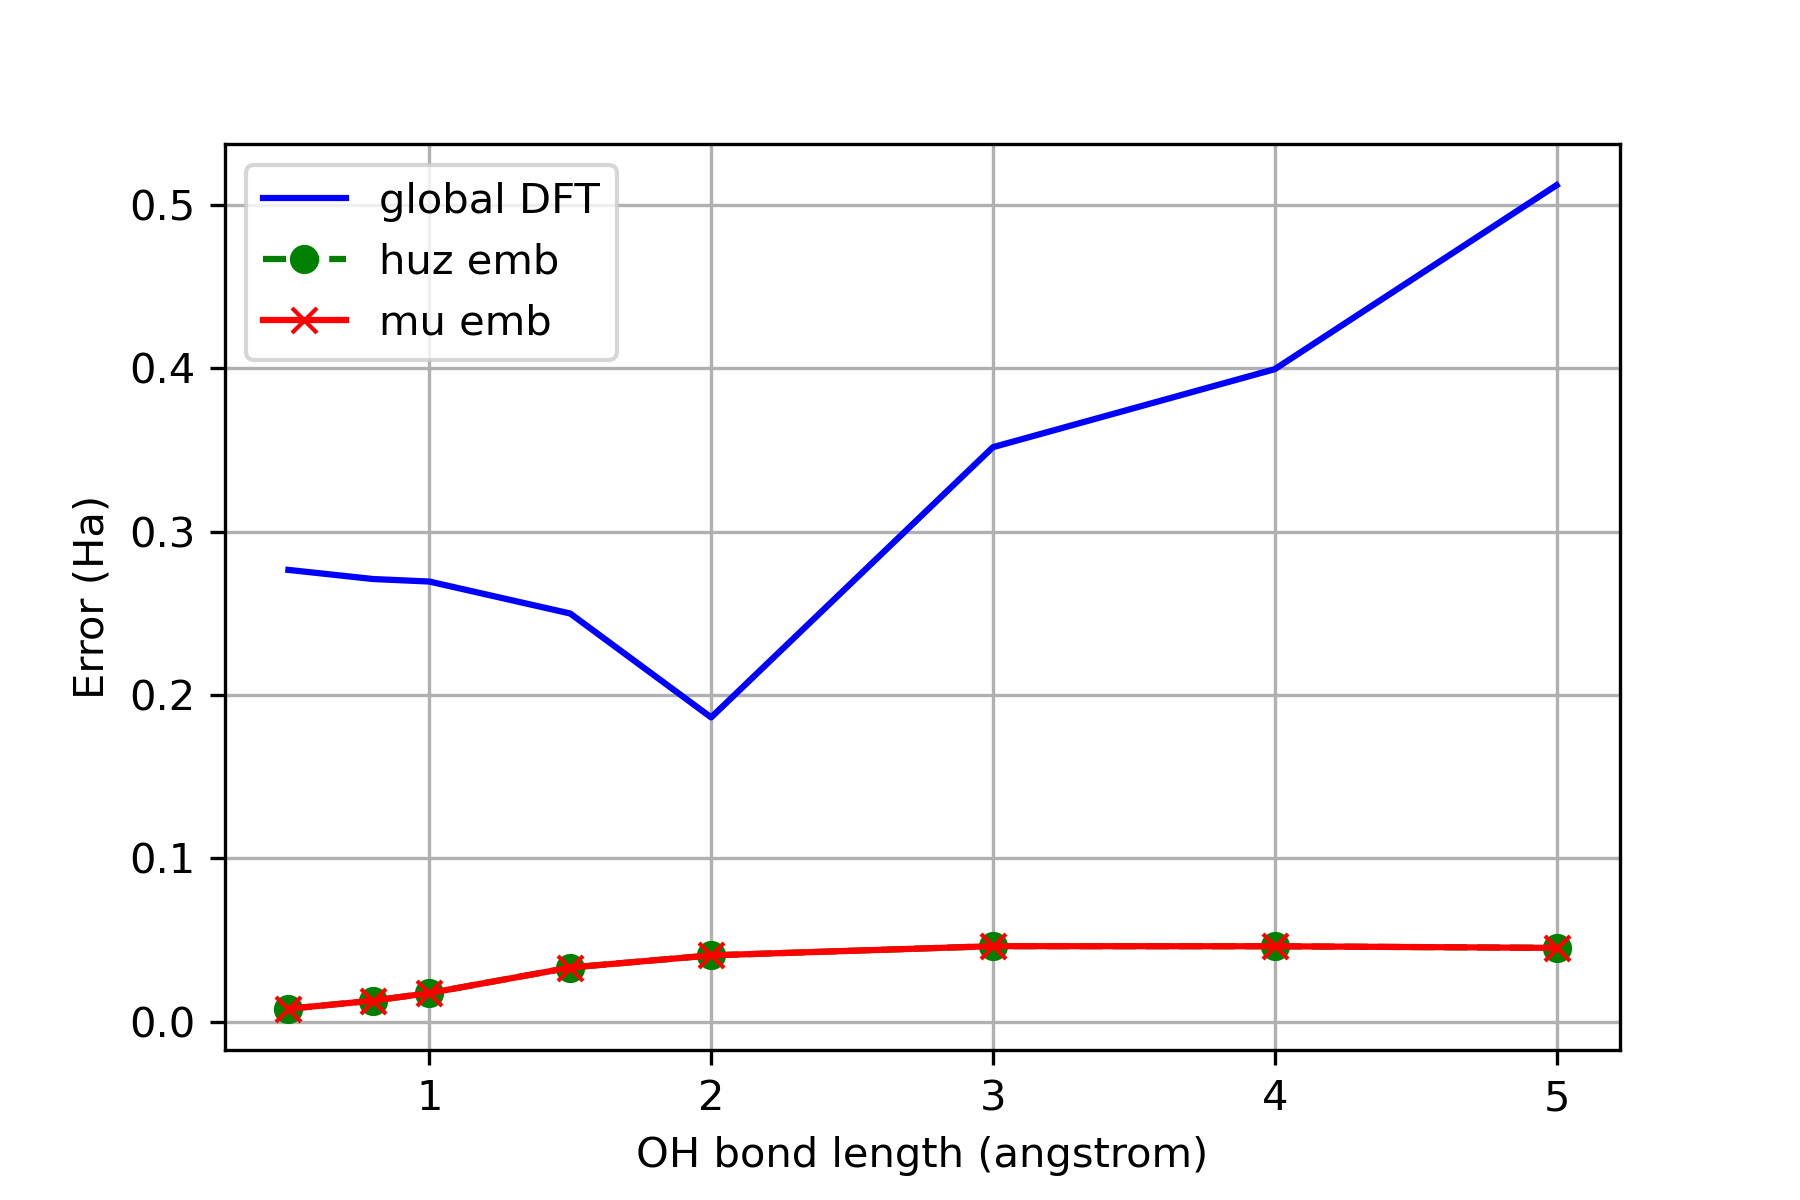 global DFT
huz emb
mu emb
0.5
0.4
0.3
0.2
0.1
0.0
Error (Ha)
1 2 3 4 5
OH bond length (angstrom)